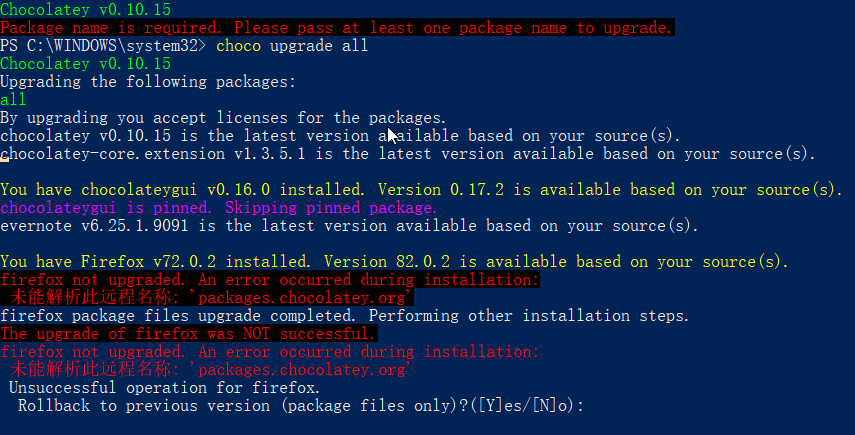 Chocolatey v0.10.15
Package name is required. Please pass at least one package name to upgrade.
PS C:\WINDOWS\system32> choco upgrade all
Chocolatey v0.10.15
Upgrading the following packages:
all
By upgrading you accept licenses for the packages.
chocolatey v0.10.15 is the latest version available based on your source(s).
chocolatey-core.extension v1.3.5.1 is the latest version available based on your source(s).
You have chocolateygui v0.16.0 installed. Version 0.17.2 is available based on your source(s).
chocolateygui is pinned. Skipping pinned package.
evernote v6.25.1.9091 is the latest version available based on your source(s).
You have Firefox v72.0.2 installed. Version 82.0.2 is available based on your source(s).
firefox not upgraded. An error occurred during installation:
未能解析此远程名称: 'packages.chocolatey.org'
firefox package files upgrade completed. Performing other installation steps.
The upgrade of firefox was NOT successful.
firefox not upgraded. An error occurred during installation:
未能解析此远程名称: 'packages.chocolatey.org'
Unsuccessful operation for firefox.
Rollback to previous version (package files only)?([Y]es/[N]o):